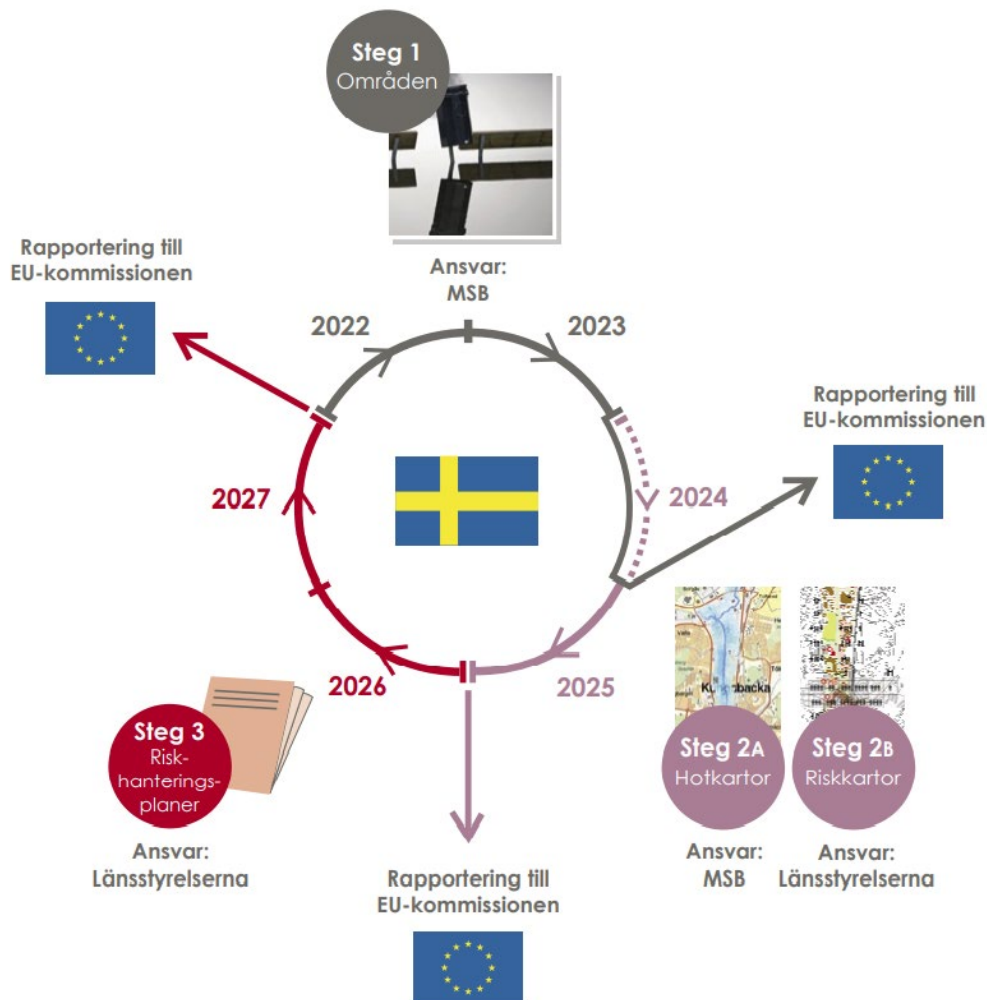 Steg 1
Områden
Ansvar:
MSB
Rapportering till
EU-kommissionen
2022
2023
Rapportering till
EU-kommissionen
2027
2024
2026
2025
Steg 3
Risk-
hanterings-
planer
Ansvar:
Länsstyrelserna
Steg 2A
Hotkartor
Ansvar:
MSB
Steg 2B
Riskkartor
Ansvar:
Länsstyrelserna
Rapportering till
EU-kommissionen